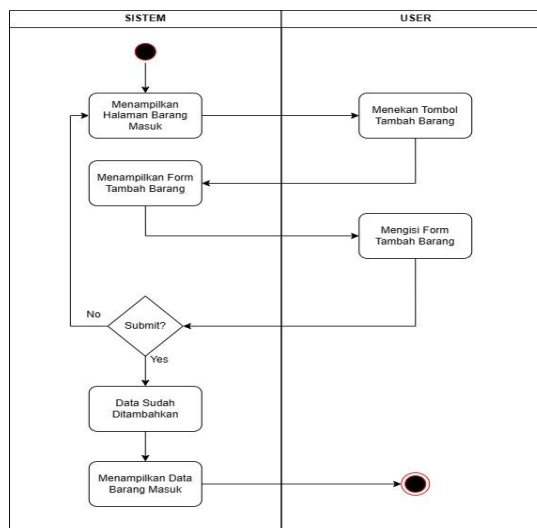 SISTEM
USER
Menampilkan
Halaman Barang
Masuk
Menekan Tombol
Tambah Barang
Menampilkan Form
Tambah Barang
Mengisi Form
Tambah Barang
No
Submit?
Yes
Data Sudah
Ditambahkan
Menampilkan Data
Barang Masuk